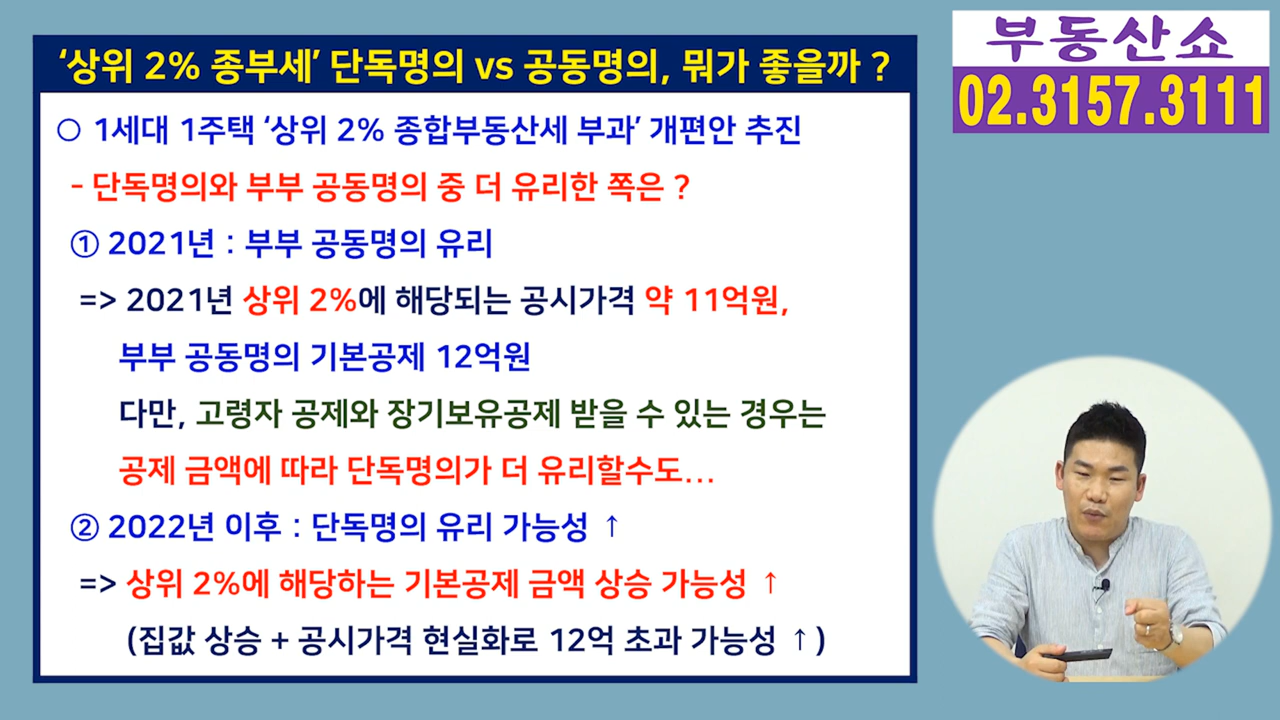 ‘상위 2% 종부세’ 단독명의 vs 공동명의, 뭐가 좋을까 ?
부동산쇼
02.3157.3111
○ 1세대 1주택 ‘상위 2% 종합부동산세 부과’ 개편안 추진
- 단독명의와 부부 공동명의 중 더 유리한 쪽은 ?
① 2021년 : 부부 공동명의 유리
=> 2021년 상위 2%에 해당되는 공시가격 약 11억원,
부부 공동명의 기본공제 12억원
다만, 고령자 공제와 장기보유공제 받을 수 있는 경우는
공제 금액에 따라 단독명의가 더 유리할수도...
② 2022년 이후 : 단독명의 유리 가능성 ↑
=> 상위 2%에 해당하는 기본공제 금액 상승 가능성 ↑
(집값 상승 + 공시가격 현실화로 12억 초과 가능성 ↑)